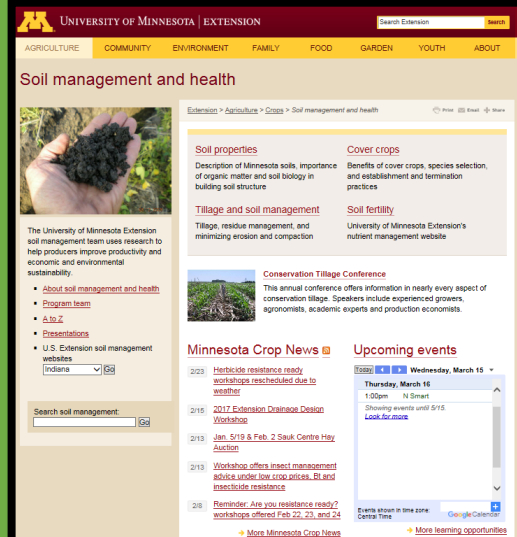 UNIVERSITY OF MINNESOTA | EXTENSION
Search Extension
Search
AGRICULTURE COMMUNITY ENVIRONMENT FAMILY FOOD GARDEN YOUTH ABOUT
Soil management and health
Extension > Agriculture > Crops > Soil management and health
Print Email Share
The University of Minnesota Extension
soil management team uses research to
help producers improve productivity and
economic and environmental
sustainability.
About soil management and health
Program team
A to Z
Presentations
U.S. Extension soil management
websites
Indiana Go
Search soil management:
Go
Soil properties
Description of Minnesota soils, importance
of organic matter and soil biology in
building soil structure
Cover crops
Benefits of cover crops, species selection,
and establishment and termination
practices
Tillage and soil management
Tillage, residue management, and
minimizing erosion and compaction
Soil fertility
University of Minnesota Extension's
nutrient management website
Conservation Tillage Conference
This annual conference offers information in nearly every aspect of
conservation tillage. Speakers include experienced growers,
agronomists, academic experts and production economists.
Minnesota Crop News
2/23 Herbicide resistance ready
workshops rescheduled due to
weather
2/15 2017 Extension Drainage Design
Workshop
2/13 Jan. 5/19 & Feb. 2 Sauk Centre Hay
Auction
2/13 Workshop offers insect management
advice under low crop prices, Bt and
insecticide resistance
2/8 Reminder: Are you resistance ready?
workshops offered Feb 22, 23, and 24
More Minnesota Crop News
Upcoming events
Today Wednesday, March 15
Thursday, March 16
1:00pm N Smart
Showing events until 5/15
Look for more
Events shown in time zone:
Central Time
Google Calendar
More learning opportunities